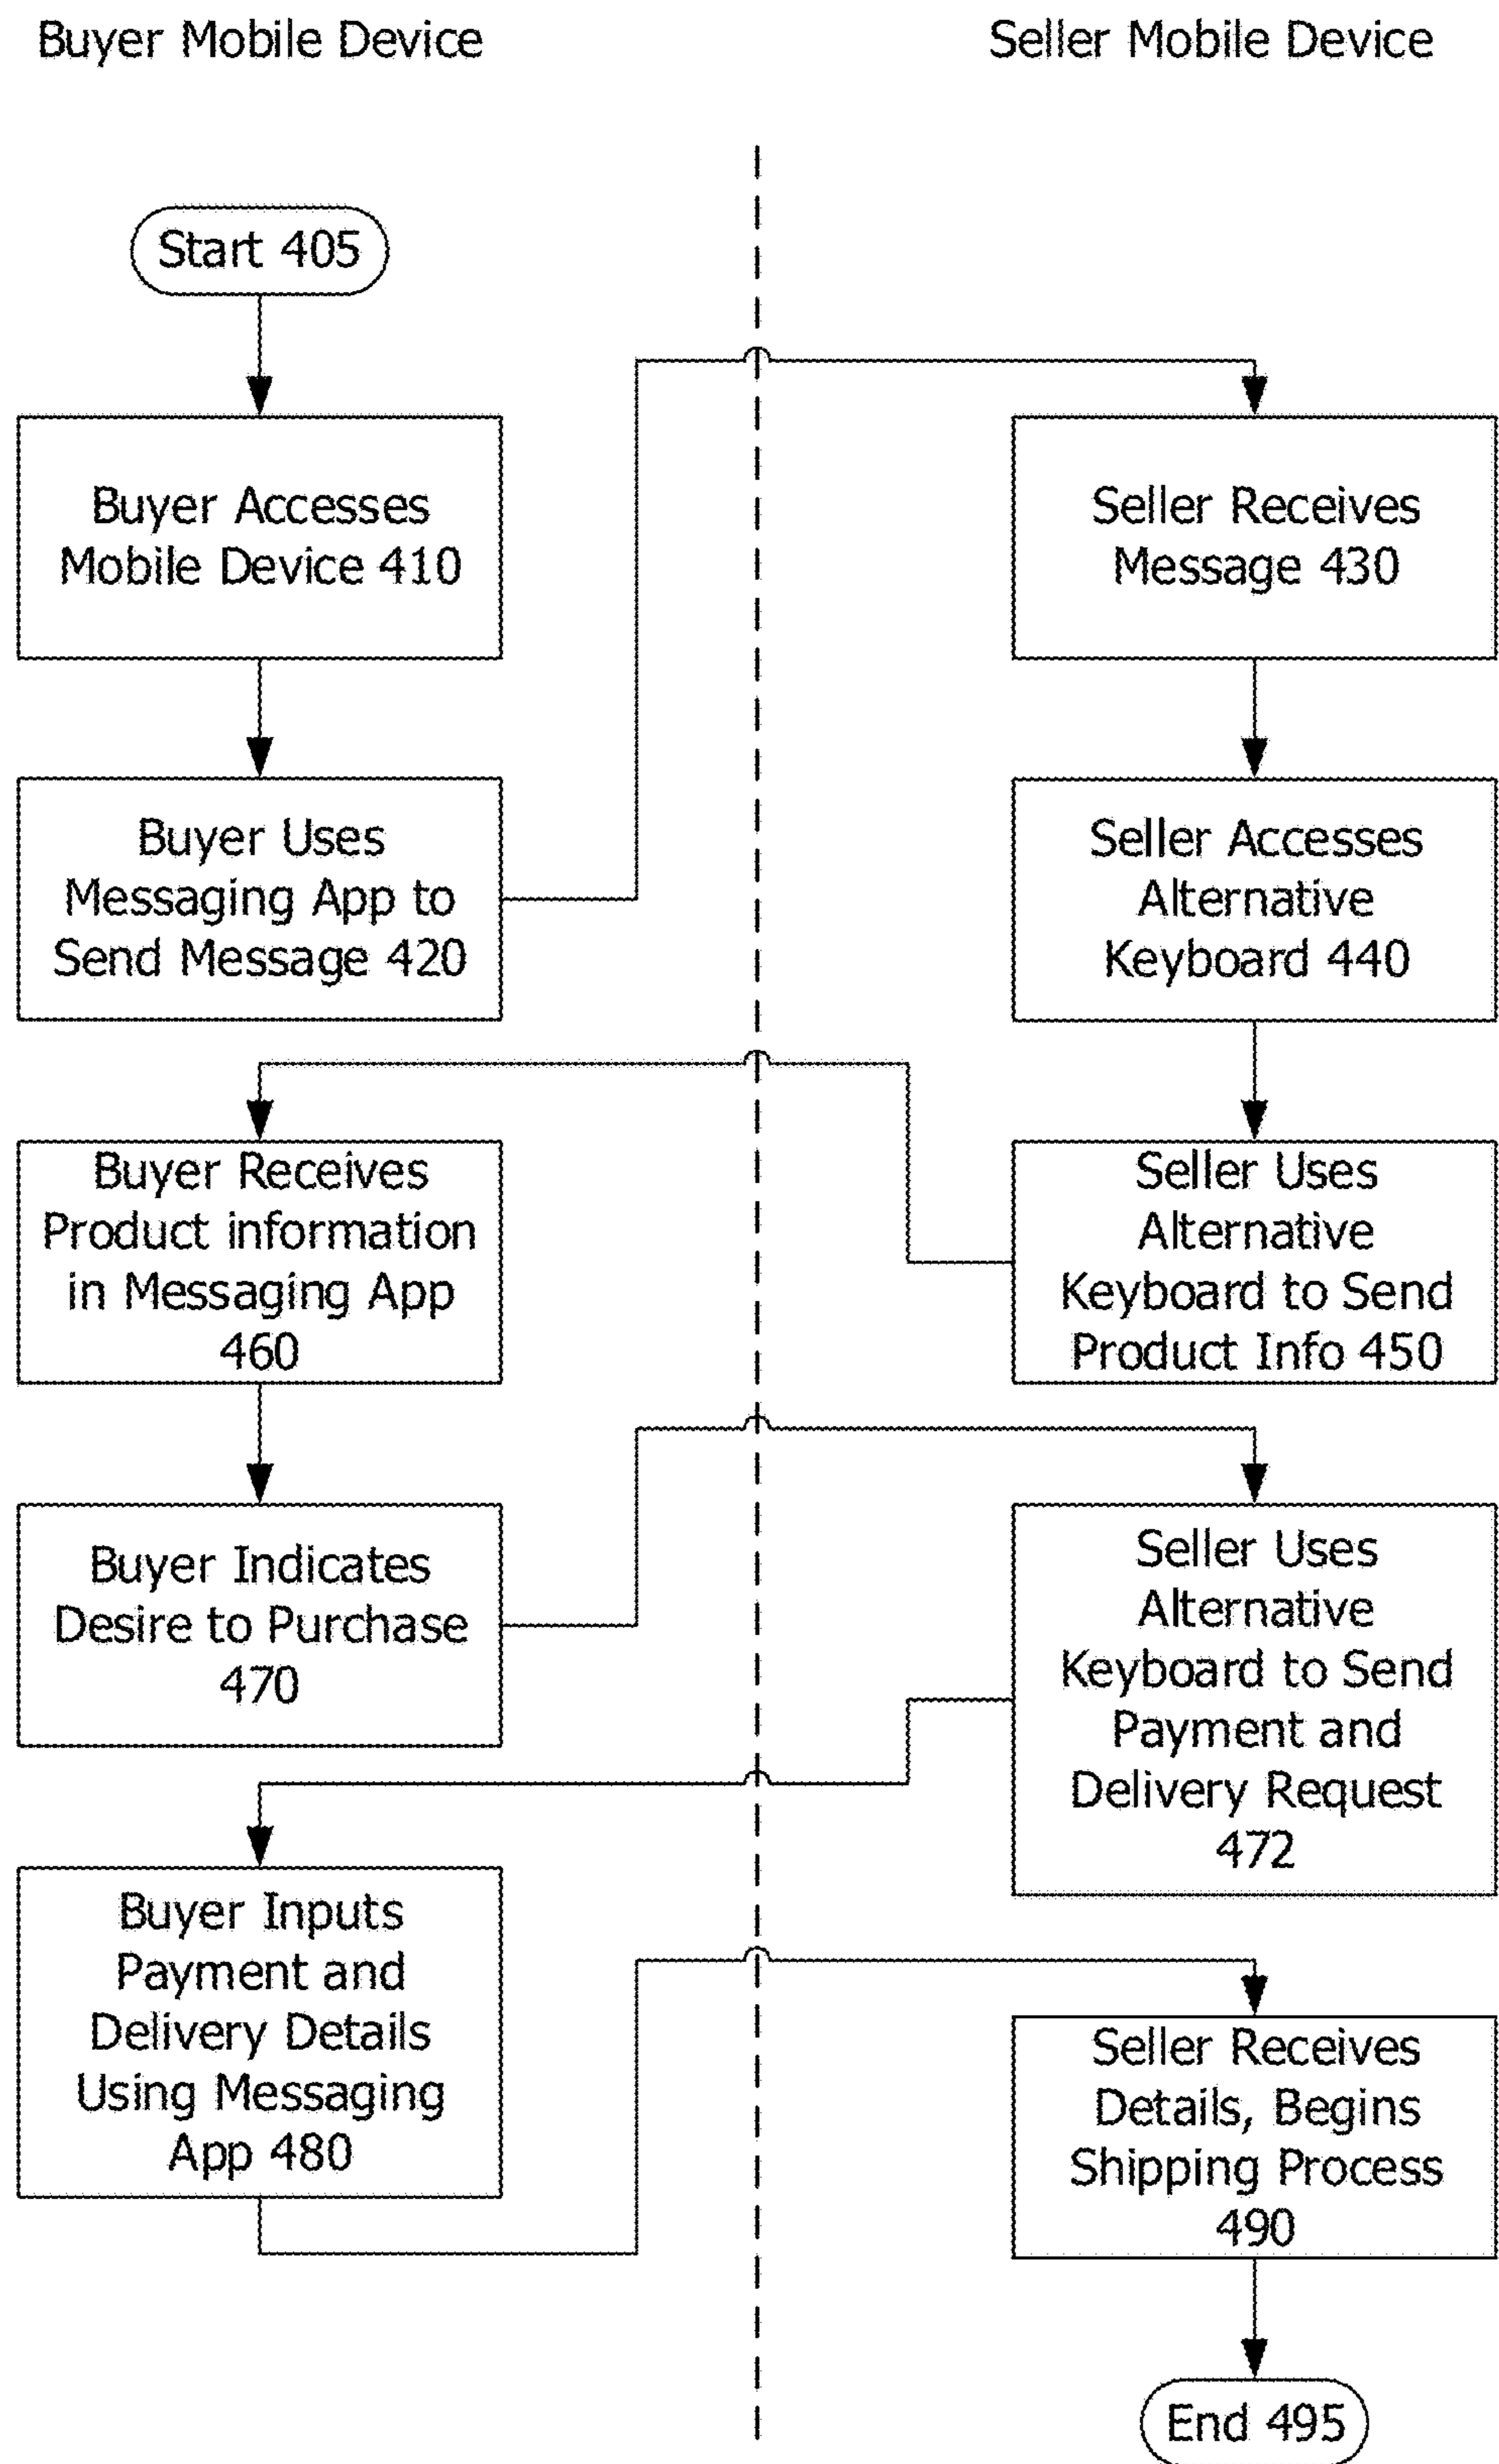 Buyer Mobile Device
Seller Mobile Device
Start 405
Buyer Accesses
Mobile Device 410
Buyer Uses
Messaging App to
Send Message 420
Seller Receives
Message 430
Seller Accesses
Alternative
Keyboard 440
Seller Uses
Alternative
Keyboard to Send
Product Info 450
Buyer Receives
Product information
in Messaging App
460
Buyer Indicates
Desire to Purchase
470
Seller Uses
Alternative
Keyboard to Send
Payment and
Delivery Request
472
Buyer Inputs
Payment and
Delivery Details
Using Messaging
App 480
Seller Receives
Details, Begins
Shipping Process
490
End 495